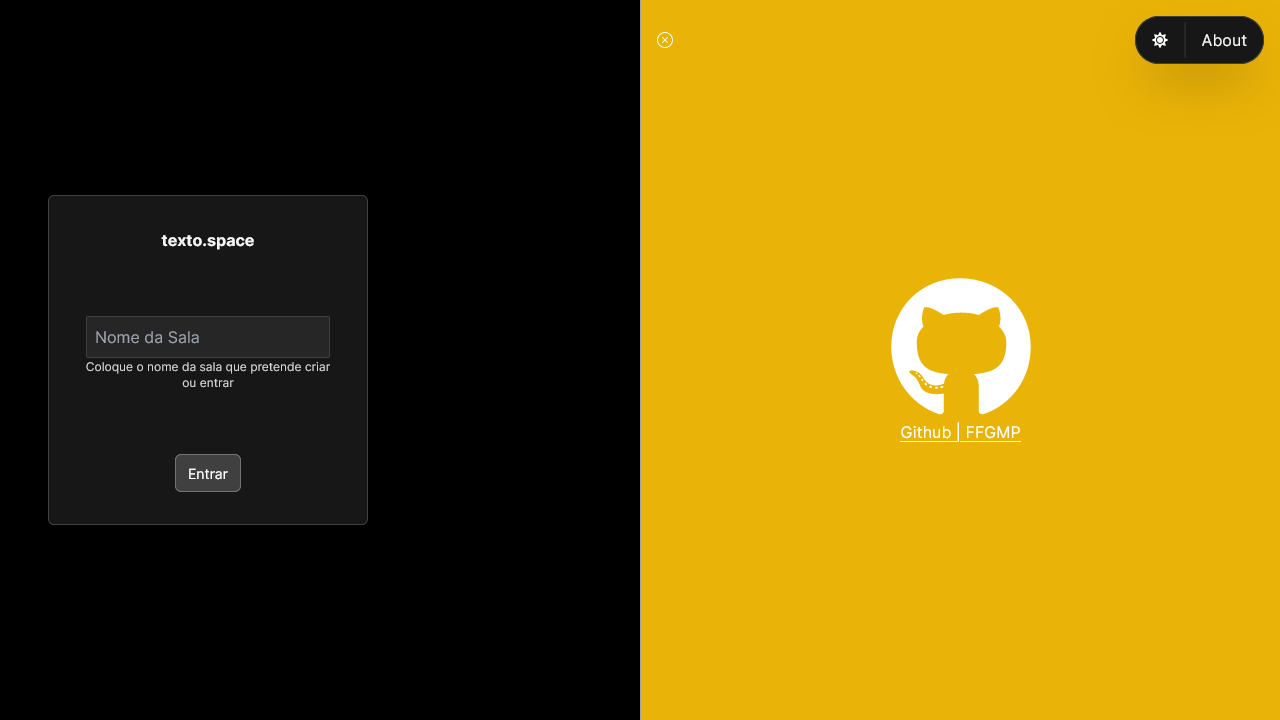 texto.space
Nome da Sala
Coloque o nome da sala que pretende criar
ou entrar
Entrar
About
Github | FFGMP